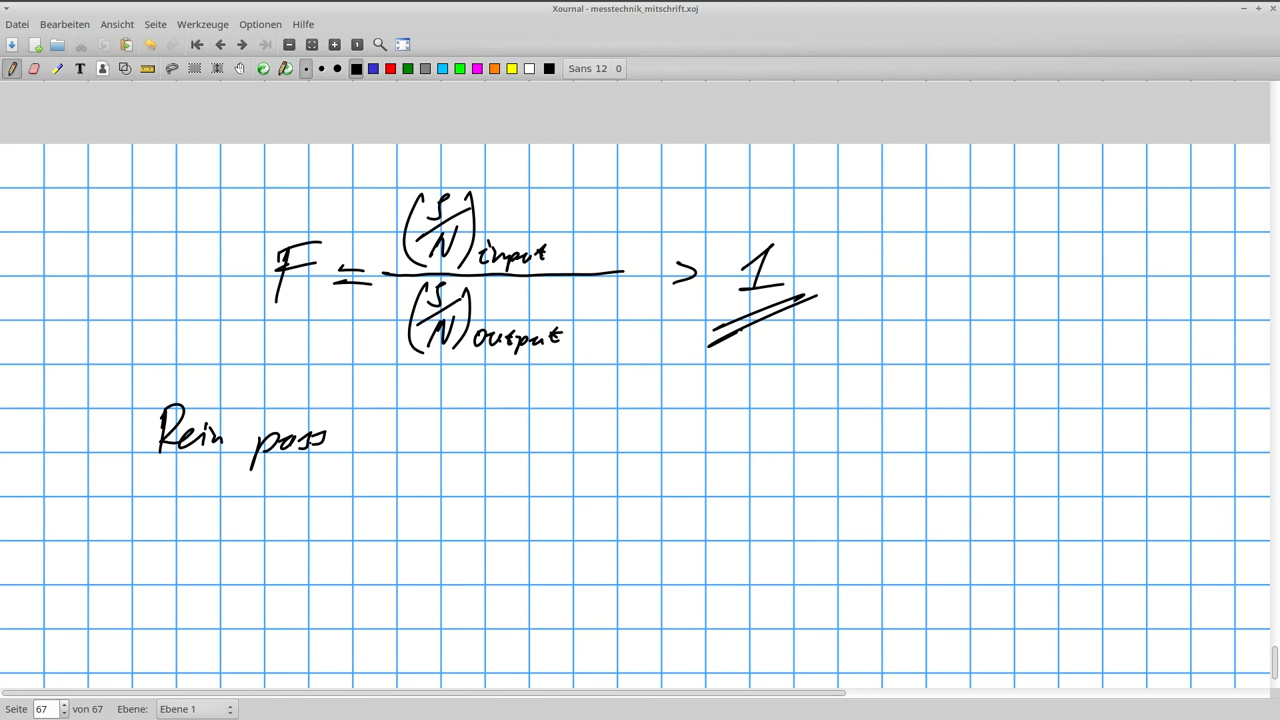 Xournal - messtechnik_mitschrift.xoj
Datei Bearbeiten Ansicht Seite Werkzeuge Optionen Hilfe
Sans 12 0
F = (S/N)input / (S/N)output > 1
Rein pass
Seite 67 von 67 Ebene: Ebene 1